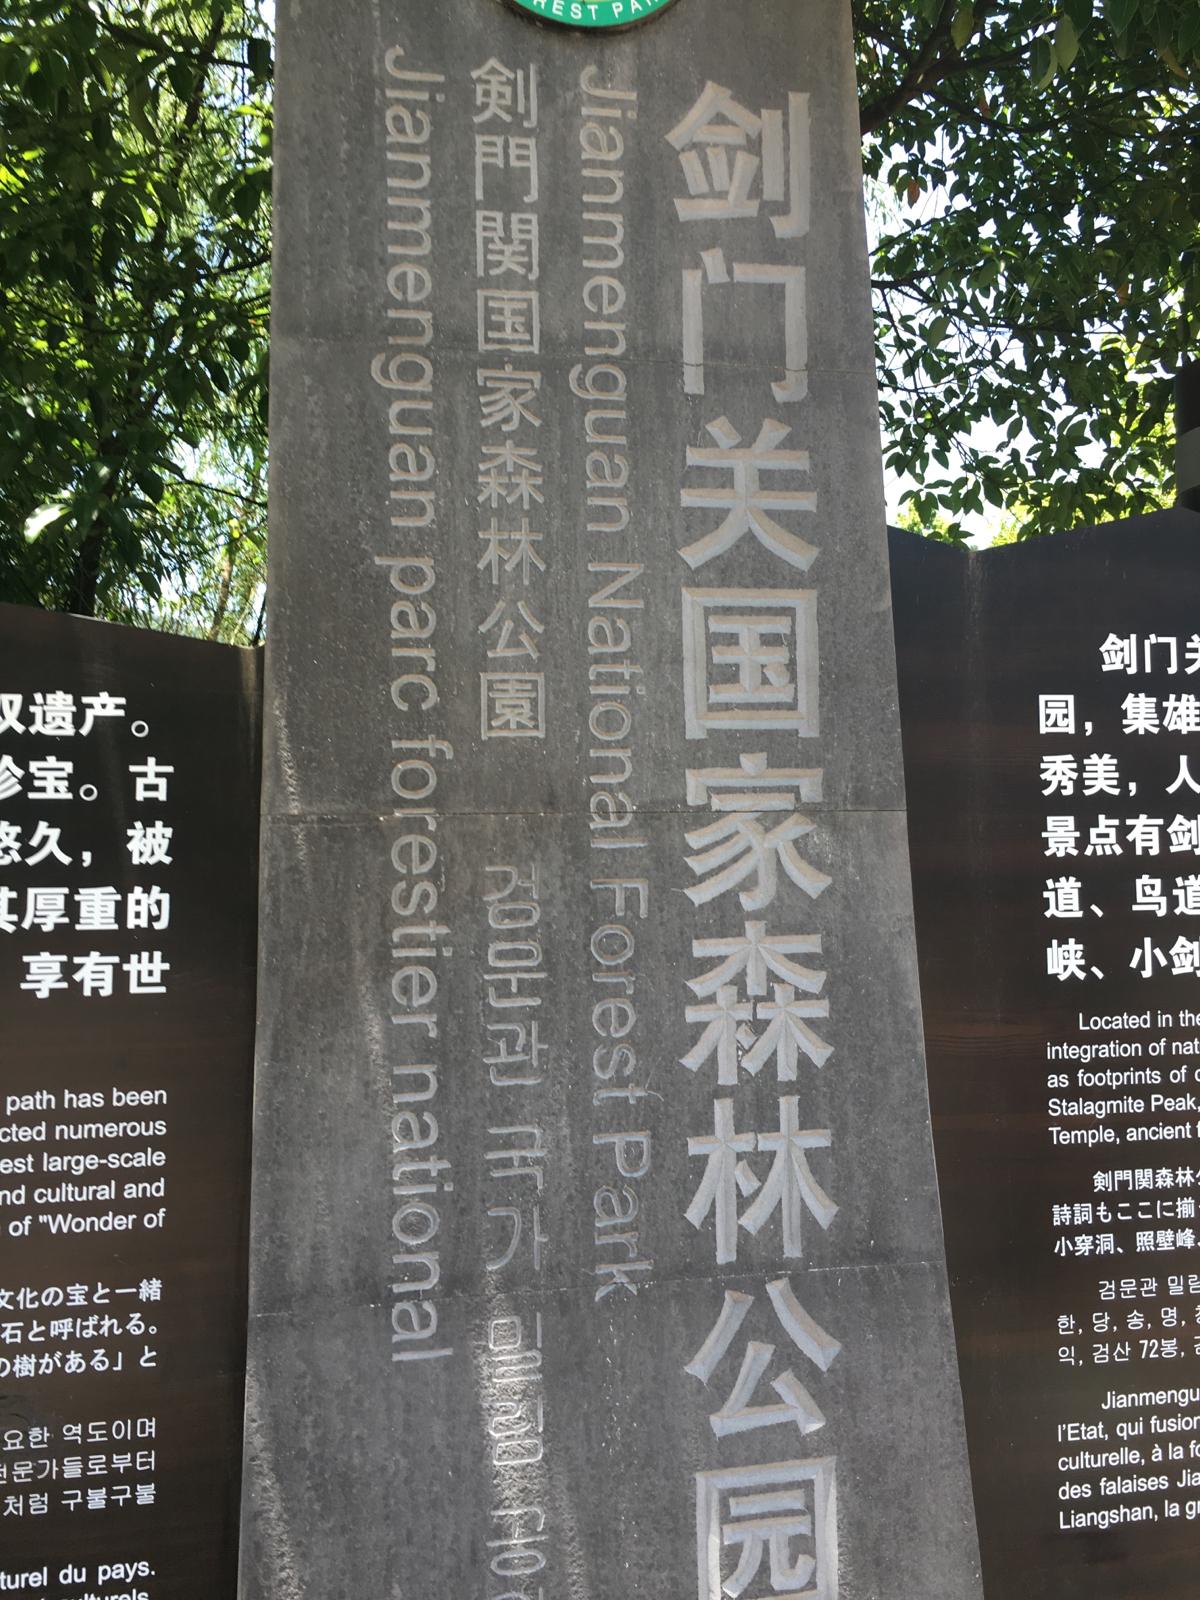 REST PAR
剑门关国家森林公园
Jianmenguan National Forest Park
剣門関国家森林公園
검문관 국가 밀림 공원
Jianmenguan parc forestier national
双遗产。
珍宝。古
悠久，被
其厚重的
享有世
path has been
cted numerous
est large-scale
nd cultural and
of "Wonder of
文化の宝と一緒
石と呼ばれる。
の樹がある」と
요한 역도이며
전문가들로부터
처럼 구불구불
turel du pays.
剑门关
园，集雄
秀美，人
景点有剑
道、鸟道
峡、小剑
Located in the
integration of nat
as footprints of
Stalagmite Peak,
Temple, ancient f
剣門関森林公
詩詞もここに揃
小穿洞、照壁峰、
검문관 밀림
한, 당, 송, 명, 청
익, 검산 72봉,
Jianmengu
l'Etat, qui fusion
culturelle, à la fo
des falaises Jia
Liangshan, la gr